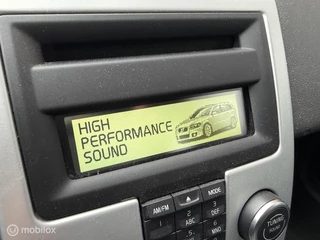 HIGH
PERFORMANCE
SOUND
AM/FM
MODE
1
2 ABC
3 DEF
4 GHI
5 JKL
6 MNO
TUNING
SOUND
© mobilox